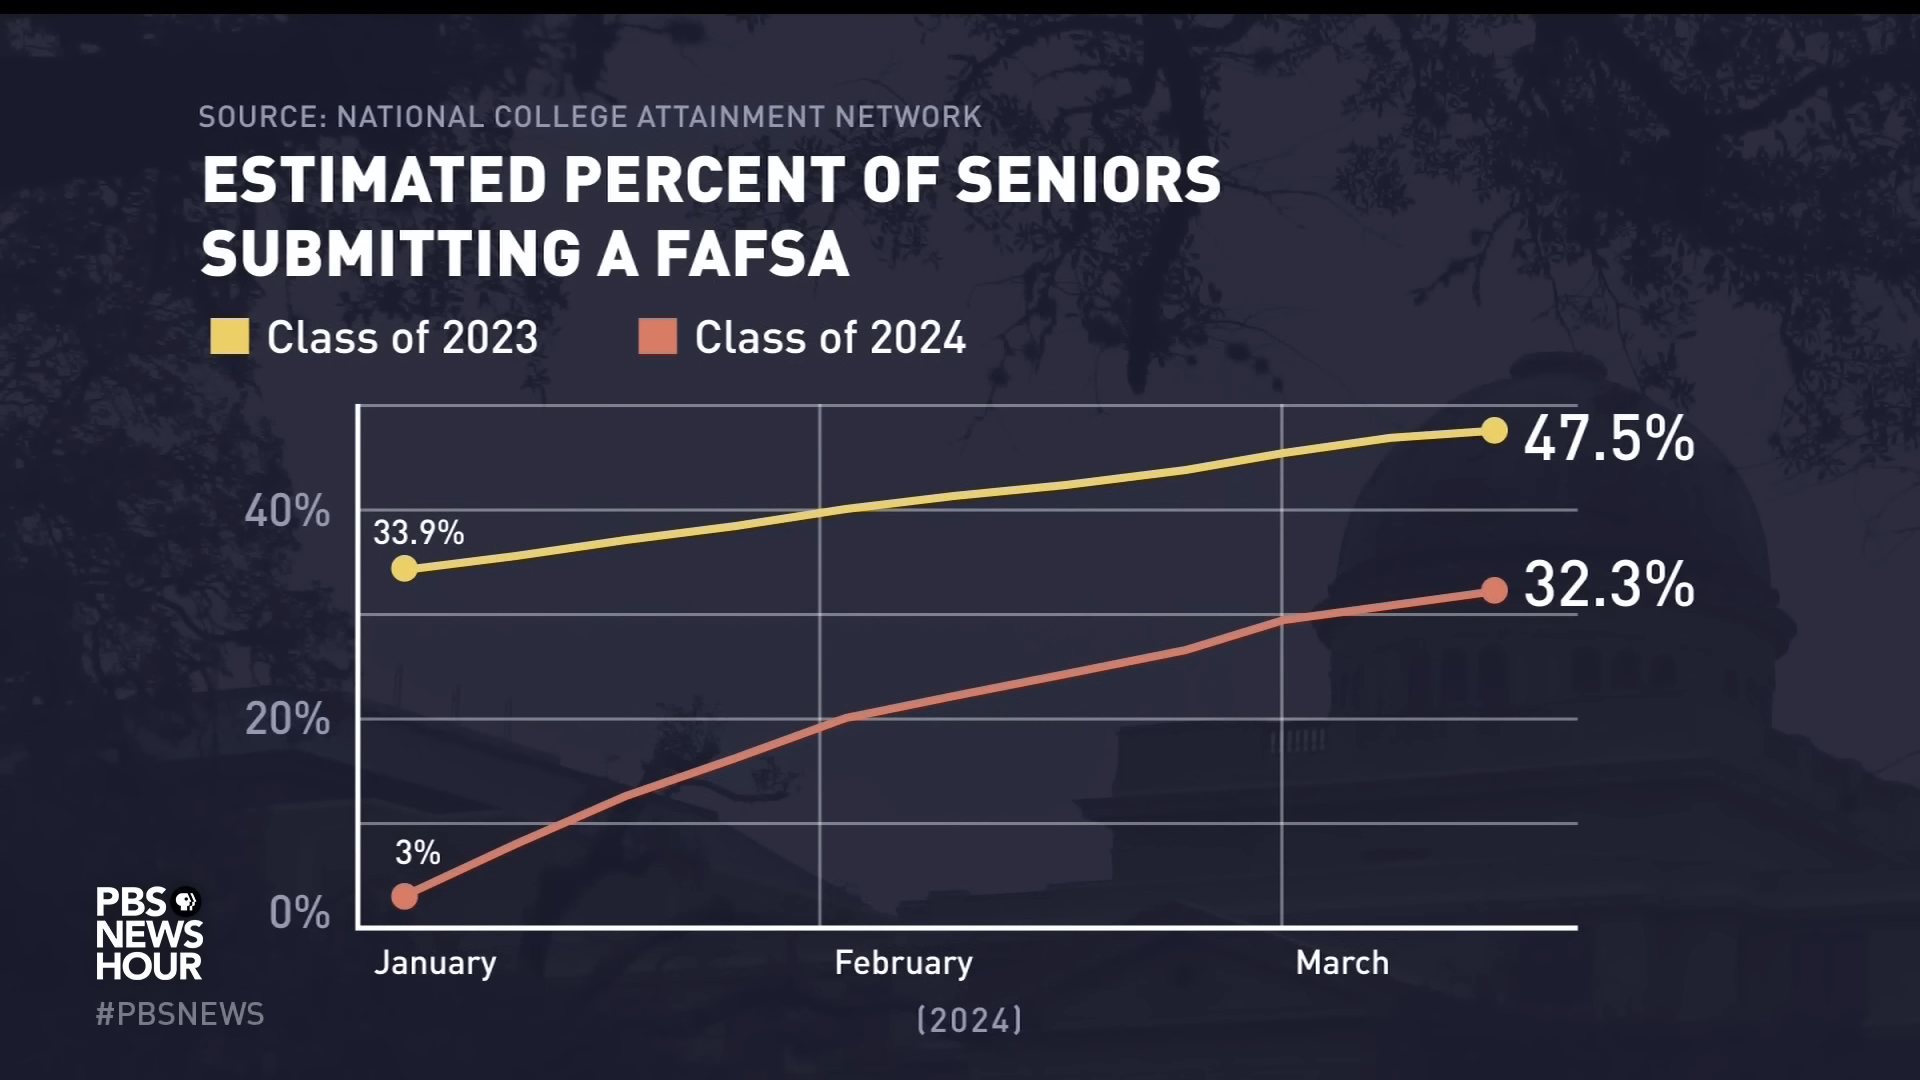 SOURCE: NATIONAL COLLEGE ATTAINMENT NETWORK
ESTIMATED PERCENT OF SENIORS
SUBMITTING A FAFSA
Class of 2023
Class of 2024
47.5%
40%
33.9%
32.3%
20%
3%
0%
January
February
March
(2024)
PBS
NEWS
HOUR
#PBSNEWS